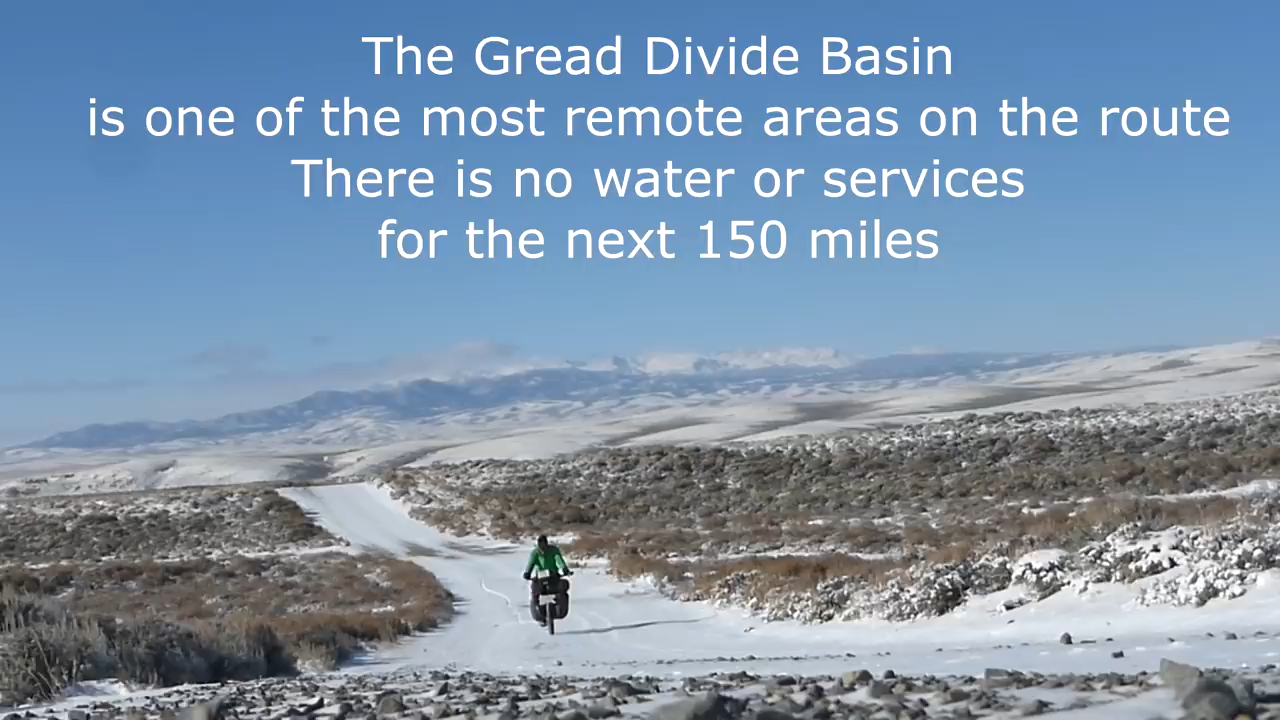 The Gread Divide Basin
is one of the most remote areas on the route
There is no water or services
for the next 150 miles